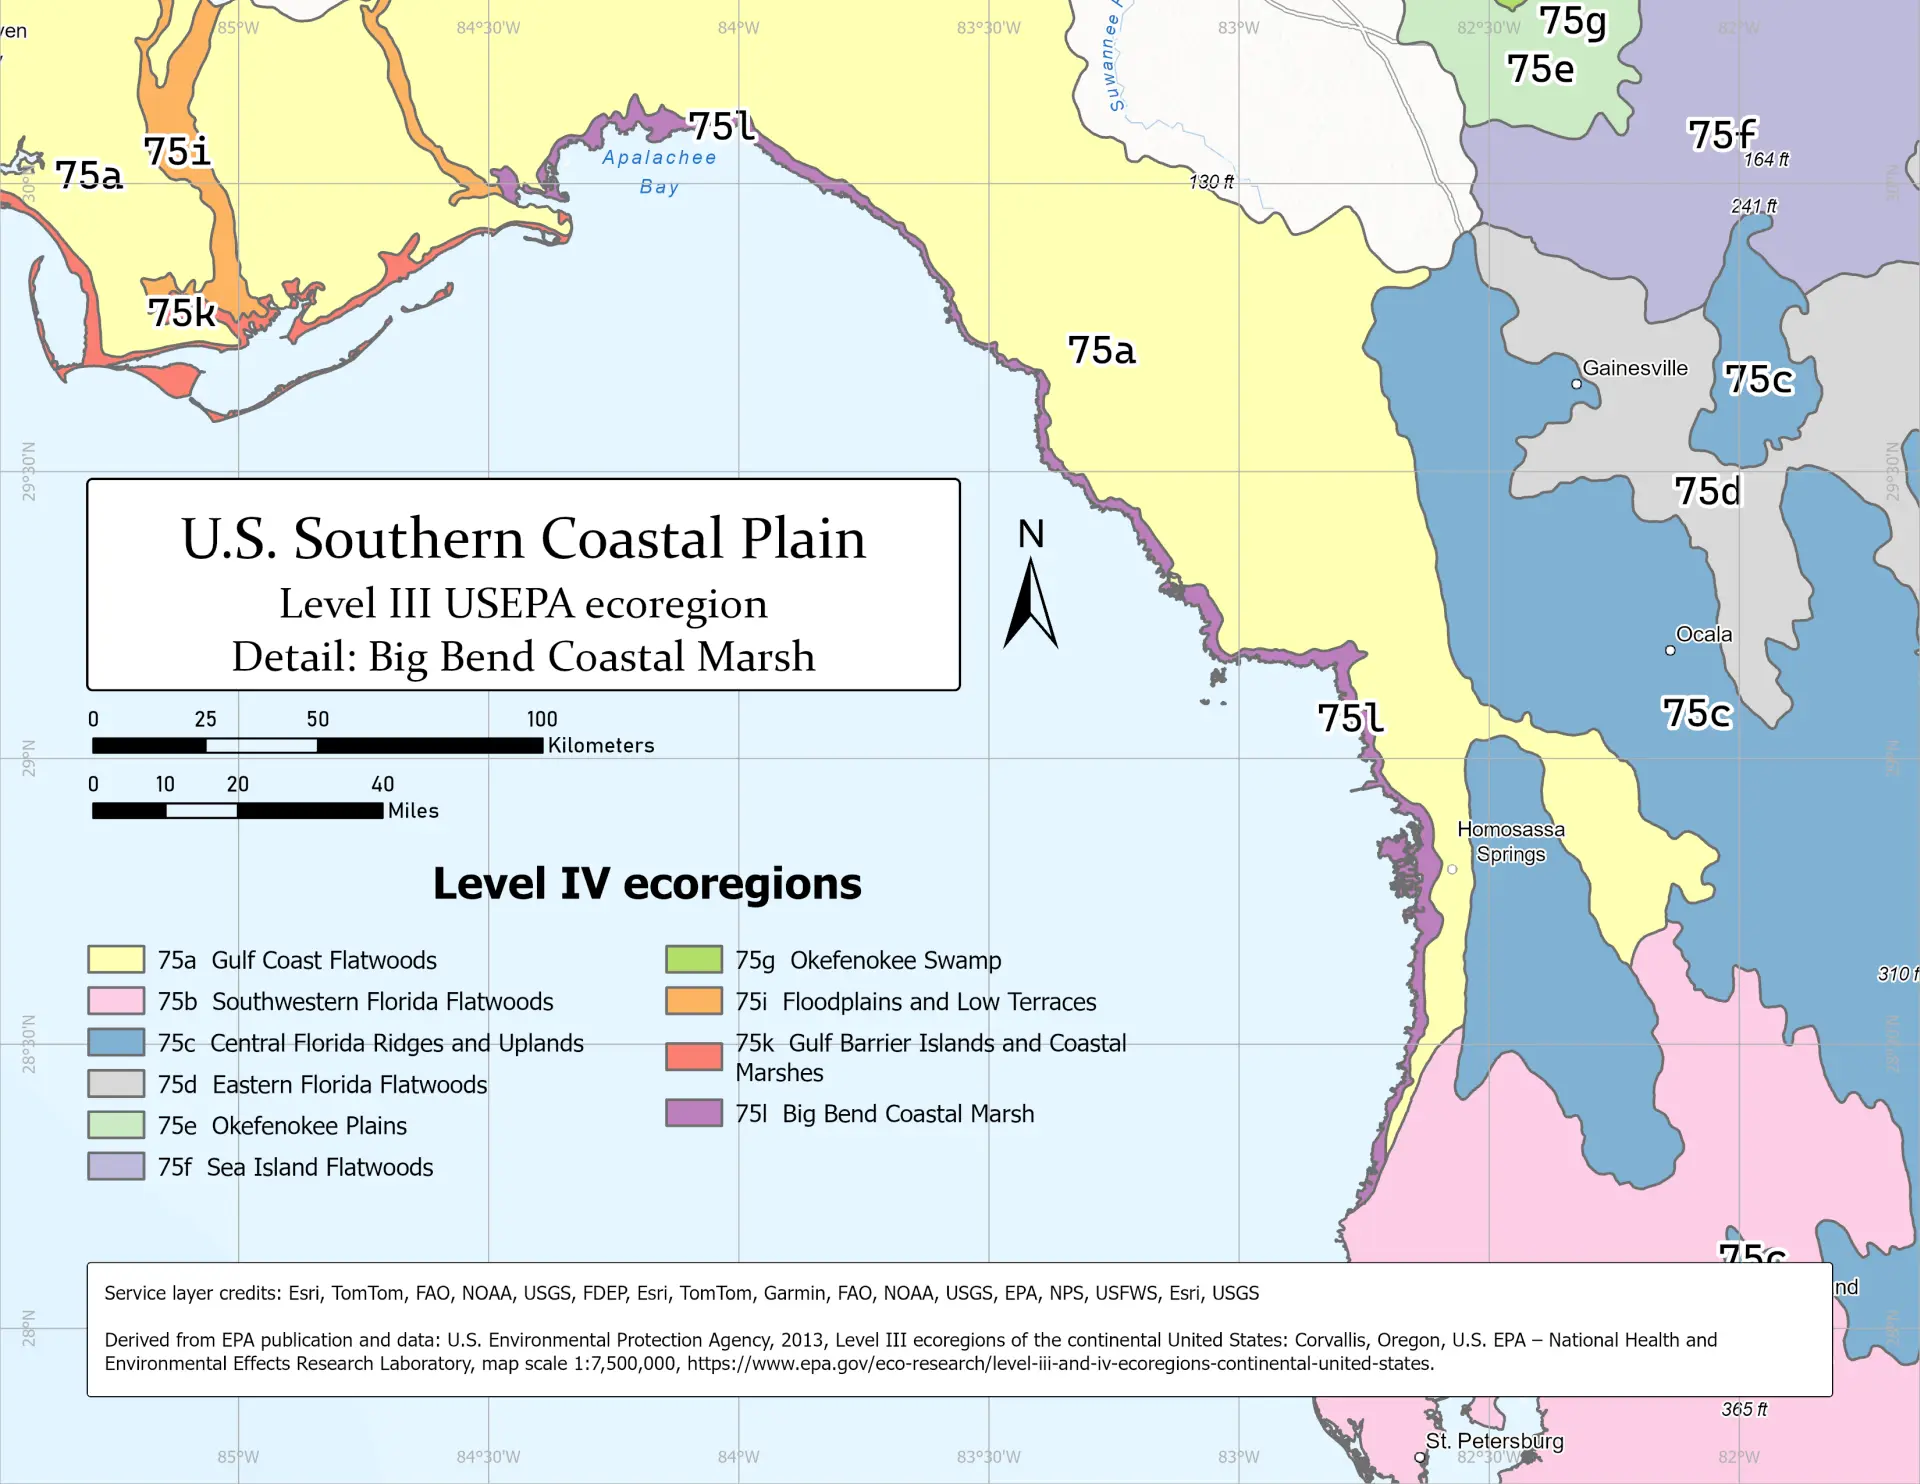 85°W
84°30'W
84°W
83°30'W
83°W
82°30'W
82°W
75g
75e
Suwannee
75l
75f
164 ft
75i
75a
Apalachee
Bay
130 ft
30°N
241 ft
75k
75a
Gainesville
75c
29°30'N
29°30'N
75d
U.S. Southern Coastal Plain
Level III USEPA ecoregion
Detail: Big Bend Coastal Marsh
N
Ocala
75l
75c
0 25 50 100
Kilometers
29°N
29°N
0 10 20 40
Miles
Homosassa
Springs
Level IV ecoregions
75a Gulf Coast Flatwoods
75b Southwestern Florida Flatwoods
75c Central Florida Ridges and Uplands
75d Eastern Florida Flatwoods
75e Okefenokee Plains
75f Sea Island Flatwoods
75g Okefenokee Swamp
75i Floodplains and Low Terraces
75k Gulf Barrier Islands and Coastal
Marshes
75l Big Bend Coastal Marsh
310 f
28°30'N
28°30'N
75c
nd
Service layer credits: Esri, TomTom, FAO, NOAA, USGS, FDEP, Esri, TomTom, Garmin, FAO, NOAA, USGS, EPA, NPS, USFWS, Esri, USGS
Derived from EPA publication and data: U.S. Environmental Protection Agency, 2013, Level III ecoregions of the continental United States: Corvallis, Oregon, U.S. EPA – National Health and
Environmental Effects Research Laboratory, map scale 1:7,500,000, https://www.epa.gov/eco-research/level-iii-and-iv-ecoregions-continental-united-states.
28°N
28°N
365 ft
St. Petersburg
85°W
84°30'W
84°W
83°30'W
83°W
82°30'W
82°W